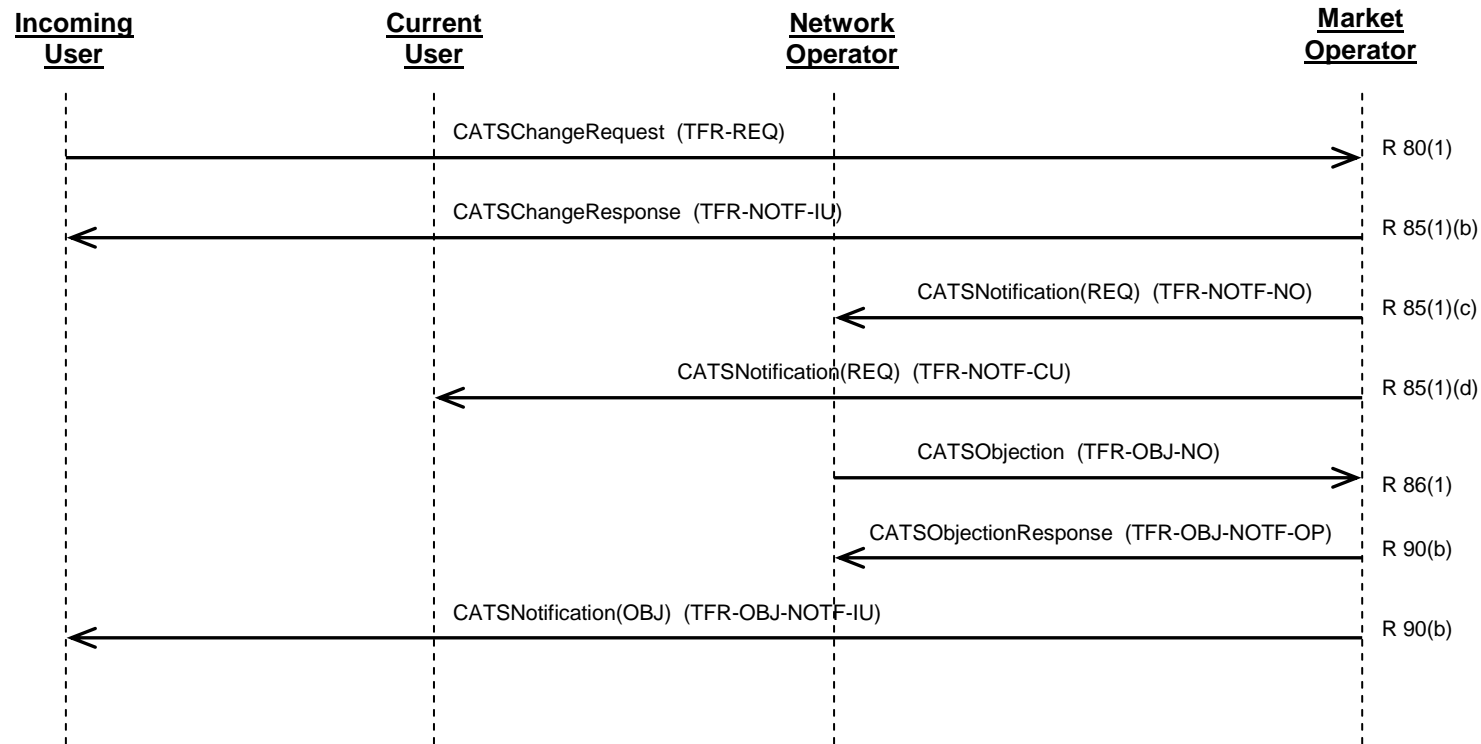 Incoming
User
Current
User
Network
Operator
Market
Operator
CATSChangeRequest (TFR-REQ)
R 80(1)
CATSChangeResponse (TFR-NOTF-IU)
R 85(1)(b)
CATSNotification(REQ) (TFR-NOTF-NO)
R 85(1)(c)
CATSNotification(REQ) (TFR-NOTF-CU)
R 85(1)(d)
CATSObjection (TFR-OBJ-NO)
R 86(1)
CATSObjectionResponse (TFR-OBJ-NOTF-OP)
R 90(b)
CATSNotification(OBJ) (TFR-OBJ-NOTF-IU)
R 90(b)